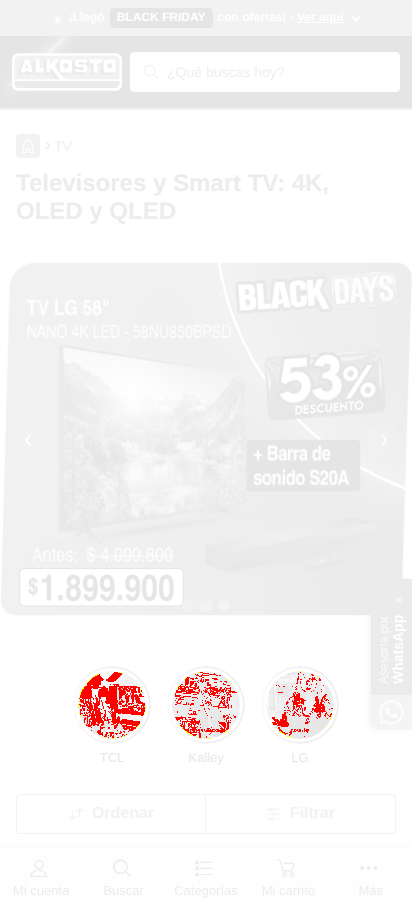 ¡Llegó BLACK FRIDAY con ofertas! · Ver aquí
ALKOSTO
¿Qué buscas hoy?
TV
Televisores y Smart TV: 4K,
OLED y QLED
BLACK DAYS
TV LG 58"
NANO 4K LED - 58NU850BPSD
53%
DESCUENTO
+ Barra de
sonido S20A
Antes: $ 4.099.800
$1.899.900
Asesoría por
WhatsApp
TCL
Kalley
LG
Ordenar
Filtrar
Mi cuenta
Buscar
Categorías
Mi carrito
Más